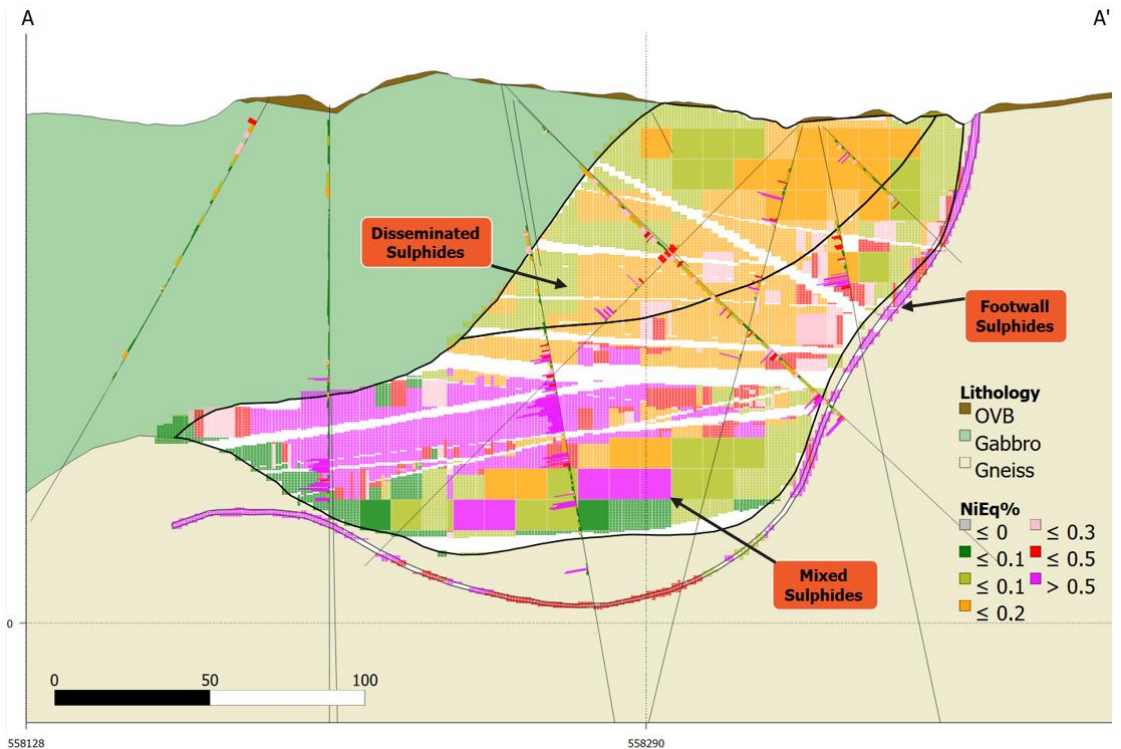 A
A'
Disseminated
Sulphides
Footwall
Sulphides
Lithology
OVB
Gabbro
Gneiss
NiEq%
≤ 0
≤ 0.1
≤ 0.1
≤ 0.2
≤ 0.3
≤ 0.5
> 0.5
Mixed
Sulphides
0
0 50 100
558128
558290